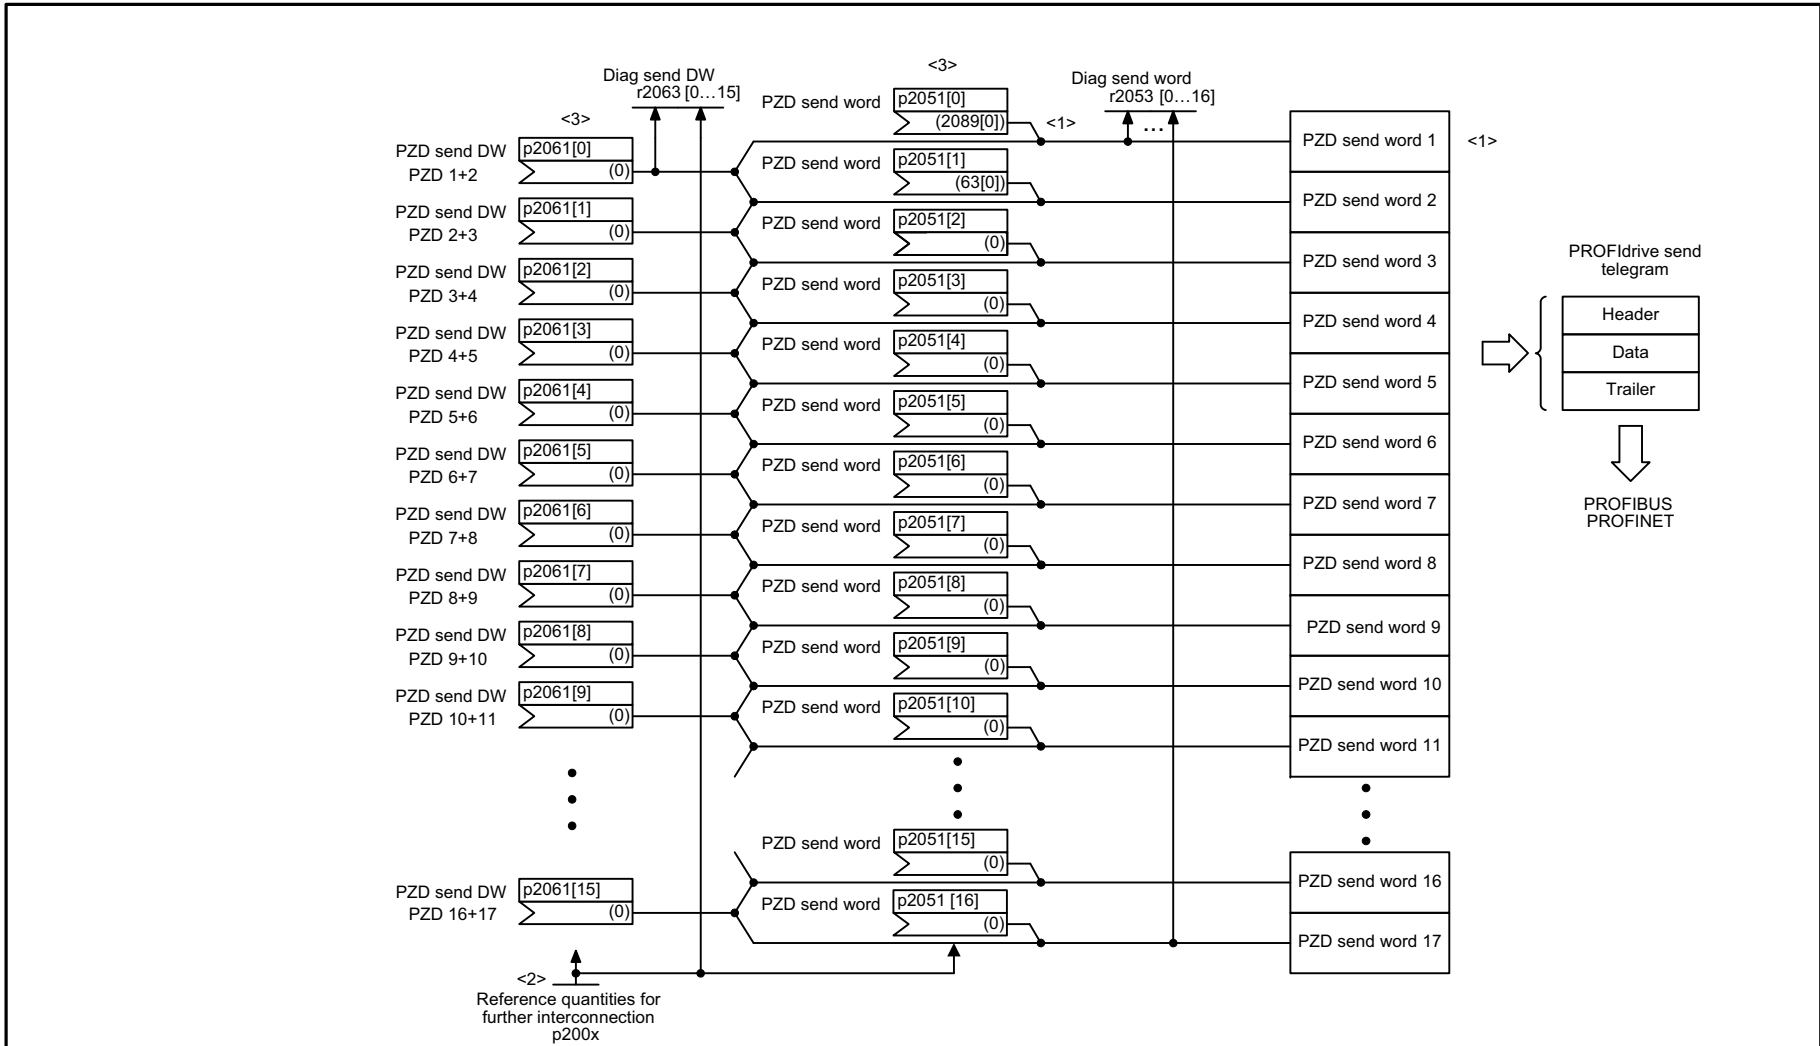 Diag send DW
r2063 [0...15]
<3>
PZD send DW
PZD 1+2
p2061[0]
(0)
PZD send DW
PZD 2+3
p2061[1]
(0)
PZD send DW
PZD 3+4
p2061[2]
(0)
PZD send DW
PZD 4+5
p2061[3]
(0)
PZD send DW
PZD 5+6
p2061[4]
(0)
PZD send DW
PZD 6+7
p2061[5]
(0)
PZD send DW
PZD 7+8
p2061[6]
(0)
PZD send DW
PZD 8+9
p2061[7]
(0)
PZD send DW
PZD 9+10
p2061[8]
(0)
PZD send DW
PZD 10+11
p2061[9]
(0)
PZD send DW
PZD 16+17
p2061[15]
(0)
<2>
Reference quantities for
further interconnection
p200x
<3>
PZD send word
p2051[0]
(2089[0])
<1>
PZD send word
p2051[1]
(63[0])
PZD send word
p2051[2]
(0)
PZD send word
p2051[3]
(0)
PZD send word
p2051[4]
(0)
PZD send word
p2051[5]
(0)
PZD send word
p2051[6]
(0)
PZD send word
p2051[7]
(0)
PZD send word
p2051[8]
(0)
PZD send word
p2051[9]
(0)
PZD send word
p2051[10]
(0)
PZD send word
p2051[15]
(0)
PZD send word
p2051 [16]
(0)
Diag send word
r2053 [0...16]
...
PZD send word 1
<1>
PZD send word 2
PZD send word 3
PZD send word 4
PZD send word 5
PZD send word 6
PZD send word 7
PZD send word 8
PZD send word 9
PZD send word 10
PZD send word 11
PZD send word 16
PZD send word 17
PROFIdrive send
telegram
Header
Data
Trailer
PROFIBUS
PROFINET